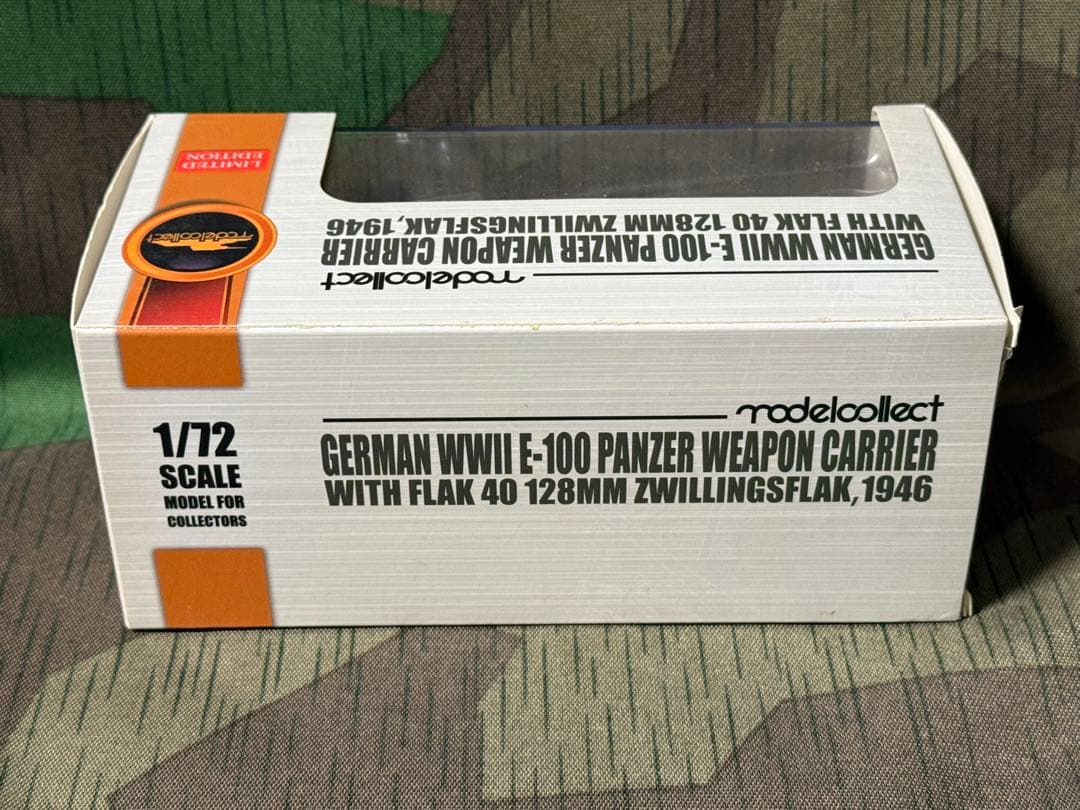 LIMITED
EDITION
modelcollect
modelcollect
GERMAN WWII E-100 PANZER WEAPON CARRIER
WITH FLAK 40 128MM ZWILLINGSFLAK,1946
1/72
SCALE
MODEL FOR
COLLECTORS
modelcollect
GERMAN WWII E-100 PANZER WEAPON CARRIER
WITH FLAK 40 128MM ZWILLINGSFLAK,1946